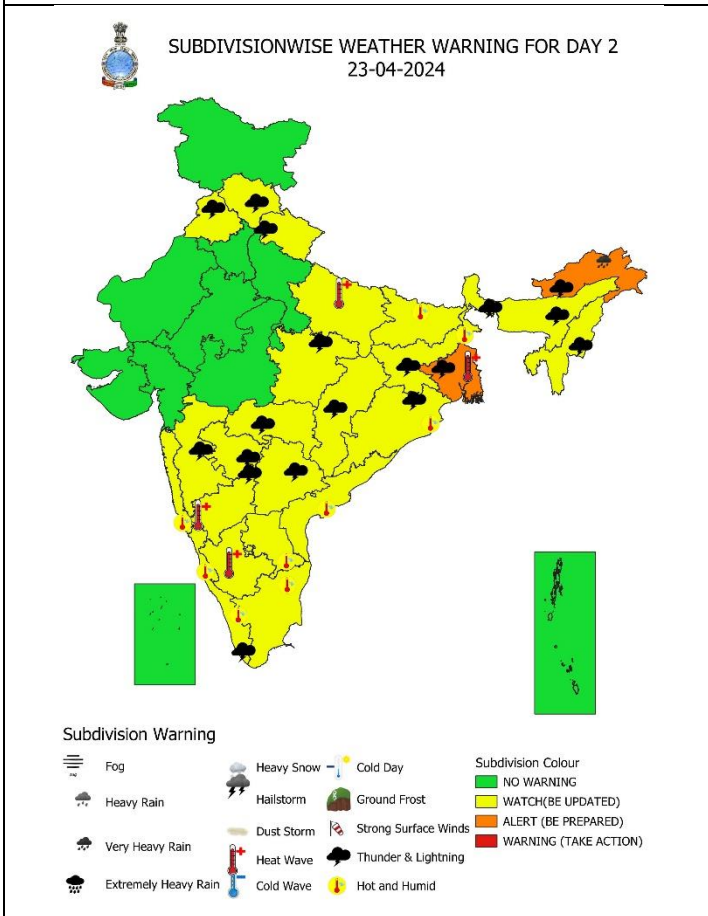 SUBDIVISIONWISE WEATHER WARNING FOR DAY 2
23-04-2024
Subdivision Warning
Fog
Heavy Rain
Very Heavy Rain
Extremely Heavy Rain
Heavy Snow
Hailstorm
Dust Storm
Heat Wave
Cold Wave
Cold Day
Ground Frost
Strong Surface Winds
Thunder & Lightning
Hot and Humid
Subdivision Colour
NO WARNING
WATCH(BE UPDATED)
ALERT (BE PREPARED)
WARNING (TAKE ACTION)